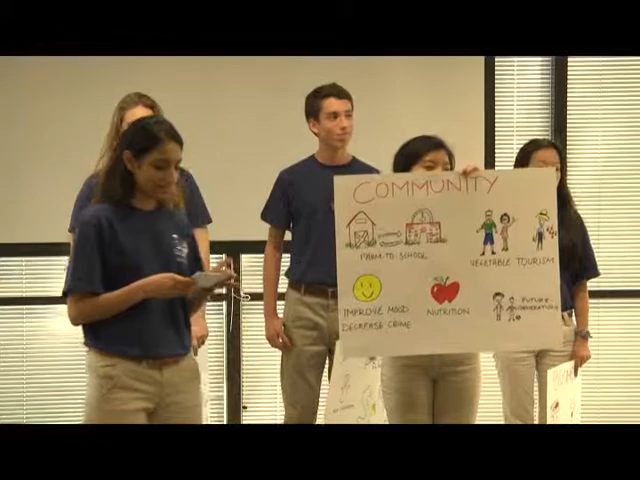 COMMUNITY
FARM-TO-SCHOOL
VEGETABLE TOURISM
IMPROVE MOOD
DECREASE CRIME
NUTRITION
FUTURE
GENERATIONS